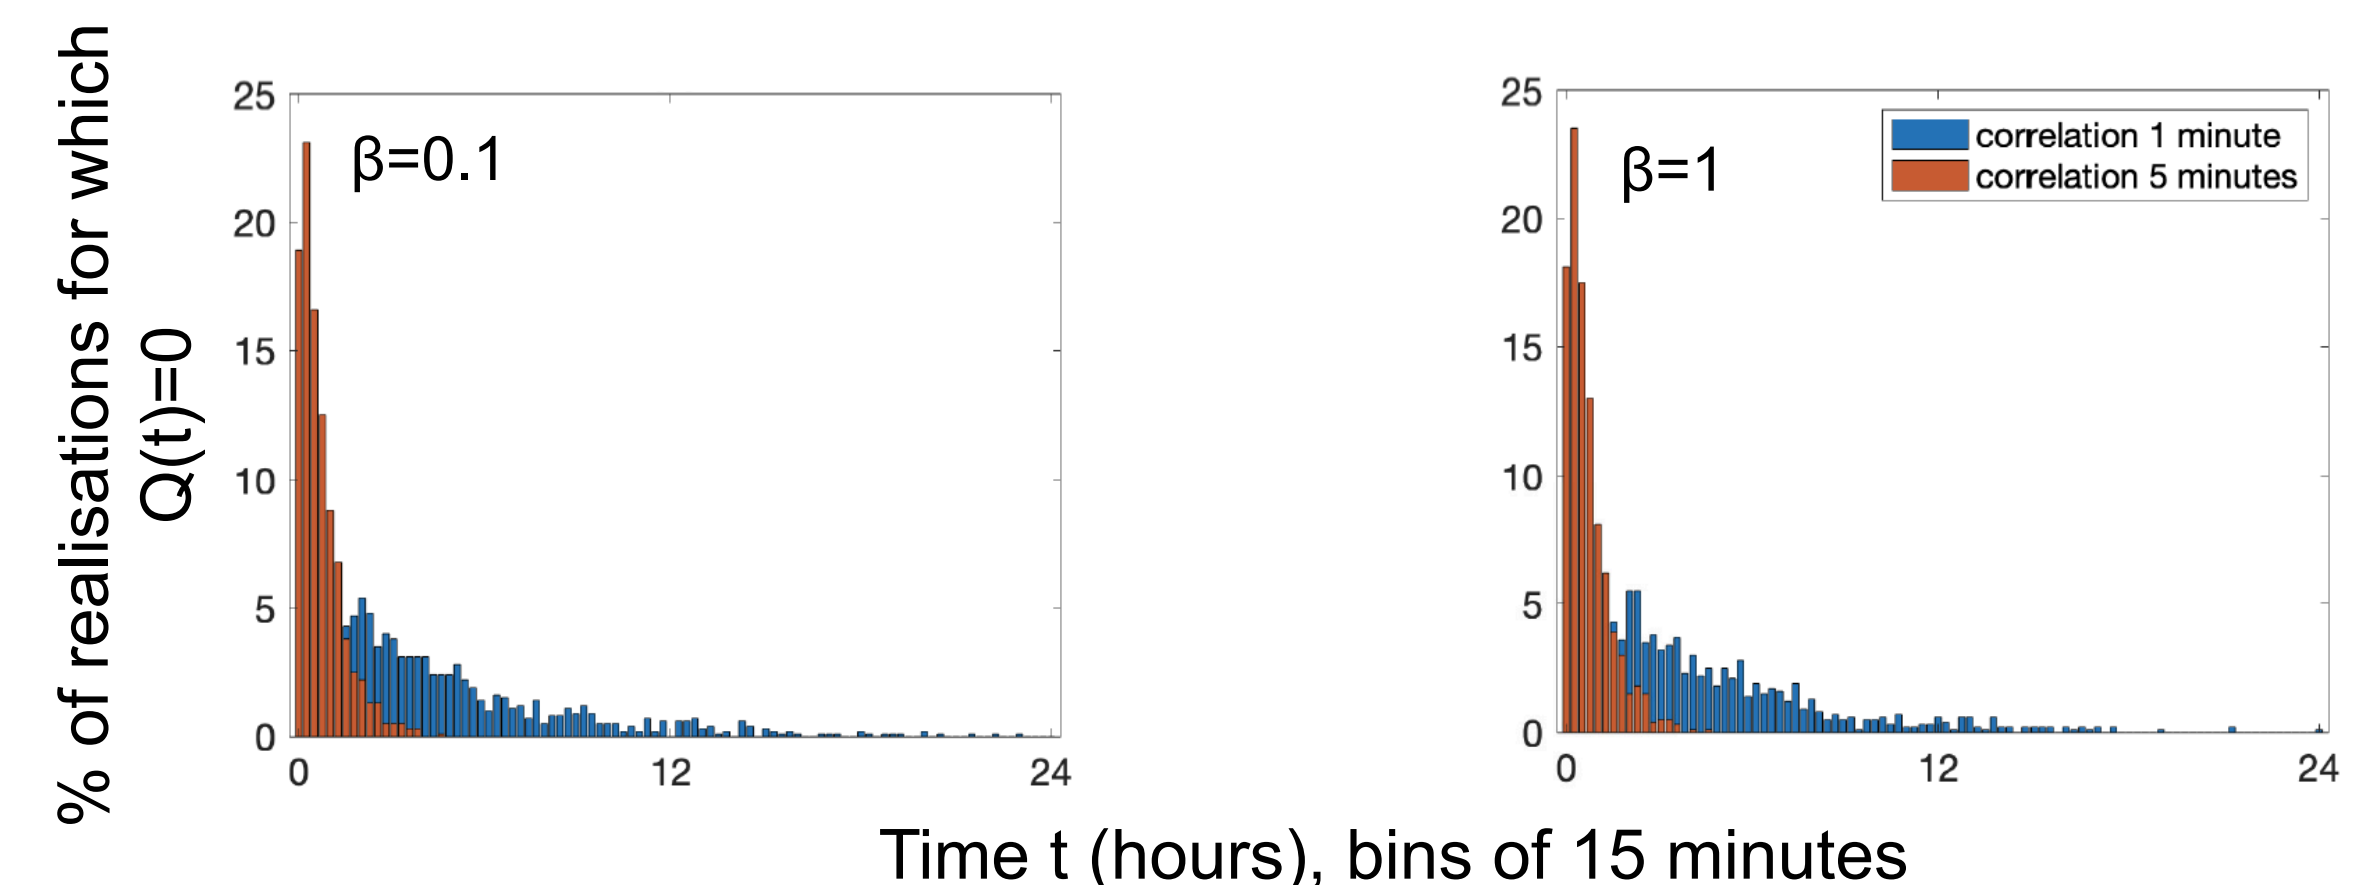 % of realisations for which
Q(t)=0
25
20
15
10
5
0
β=0.1
0 12 24
25
20
15
10
5
0
β=1
correlation 1 minute
correlation 5 minutes
0 12 24
Time t (hours), bins of 15 minutes